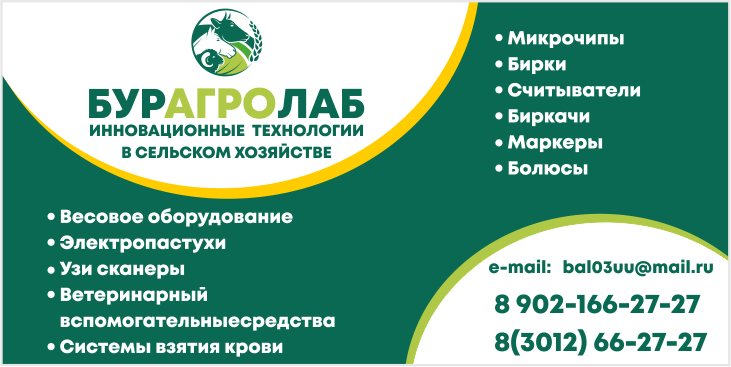 БУРАГРОЛАБ
ИННОВАЦИОННЫЕ ТЕХНОЛОГИИ
В СЕЛЬСКОМ ХОЗЯЙСТВЕ
• Микрочипы
• Бирки
• Считыватели
• Биркачи
• Маркеры
• Болюсы
• Весовое оборудование
• Электропастухи
• Узи сканеры
• Ветеринарный
вспомогательныесредства
• Системы взятия крови
e-mail: bal03uu@mail.ru
8 902-166-27-27
8(3012) 66-27-27